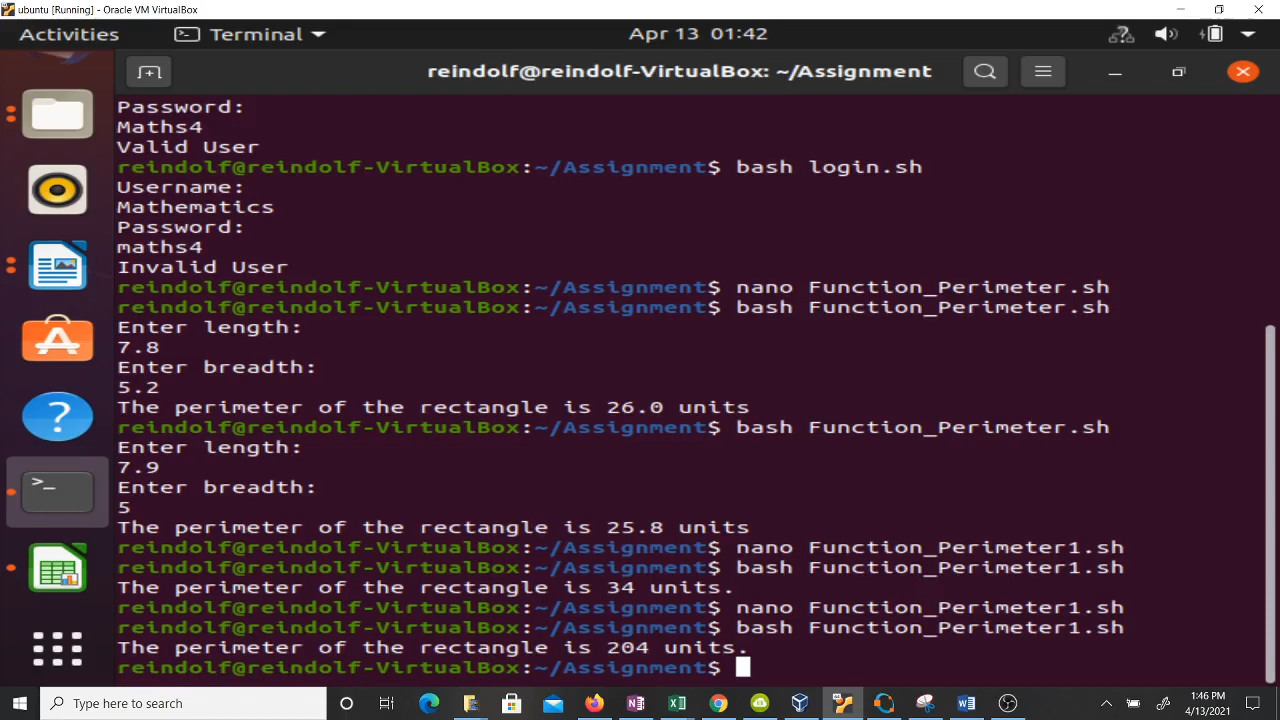 ubuntu [Running] - Oracle VM VirtualBox
Activities
Terminal
Apr 13 01:42
reindolf@reindolf-VirtualBox: ~/Assignment
Password:
Maths4
Valid User
reindolf@reindolf-VirtualBox:~/Assignment$ bash login.sh
Username:
Mathematics
Password:
maths4
Invalid User
reindolf@reindolf-VirtualBox:~/Assignment$ nano Function_Perimeter.sh
reindolf@reindolf-VirtualBox:~/Assignment$ bash Function_Perimeter.sh
Enter length:
7.8
Enter breadth:
5.2
The perimeter of the rectangle is 26.0 units
reindolf@reindolf-VirtualBox:~/Assignment$ bash Function_Perimeter.sh
Enter length:
7.9
Enter breadth:
5
The perimeter of the rectangle is 25.8 units
reindolf@reindolf-VirtualBox:~/Assignment$ nano Function_Perimeter1.sh
reindolf@reindolf-VirtualBox:~/Assignment$ bash Function_Perimeter1.sh
The perimeter of the rectangle is 34 units.
reindolf@reindolf-VirtualBox:~/Assignment$ nano Function_Perimeter1.sh
reindolf@reindolf-VirtualBox:~/Assignment$ bash Function_Perimeter1.sh
The perimeter of the rectangle is 204 units.
reindolf@reindolf-VirtualBox:~/Assignment$
Type here to search
1:46 PM
4/13/2021